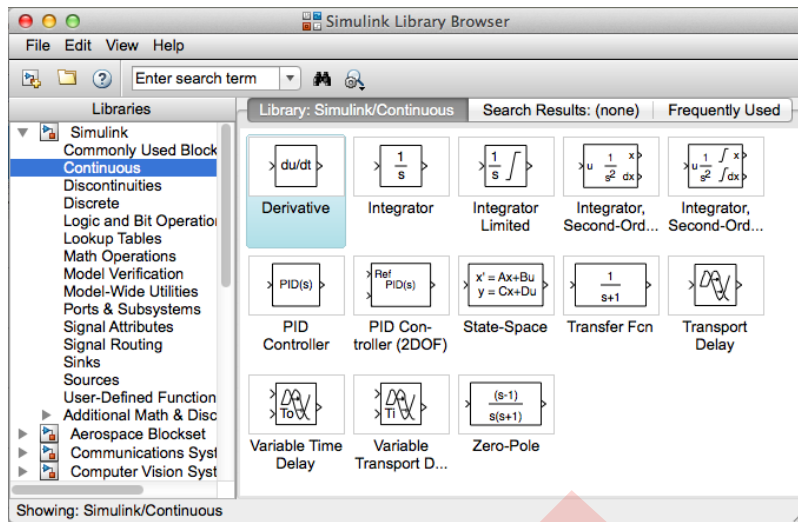 Simulink Library Browser
File Edit View Help
Enter search term
Libraries
Library: Simulink/Continuous Search Results: (none) Frequently Used
Simulink
Commonly Used Block
Continuous
Discontinuities
Discrete
Logic and Bit Operation
Lookup Tables
Math Operations
Model Verification
Model-Wide Utilities
Ports & Subsystems
Signal Attributes
Signal Routing
Sinks
Sources
User-Defined Function
Additional Math & Disc
Aerospace Blockset
Communications Syst
Computer Vision Syst
du/dt
Derivative
1
s
Integrator
1
s ∫
Integrator
Limited
u 1 x
s² dx
Integrator,
Second-Ord...
u 1 ∫ x
s² ∫dx
Integrator,
Second-Ord...
PID(s)
PID
Controller
Ref
PID(s)
PID Con-
troller (2DOF)
x' = Ax+Bu
y = Cx+Du
State-Space
1
s+1
Transfer Fcn
Transport
Delay
To
Variable Time
Delay
Ti
Variable
Transport D...
(s-1)
s(s+1)
Zero-Pole
Showing: Simulink/Continuous